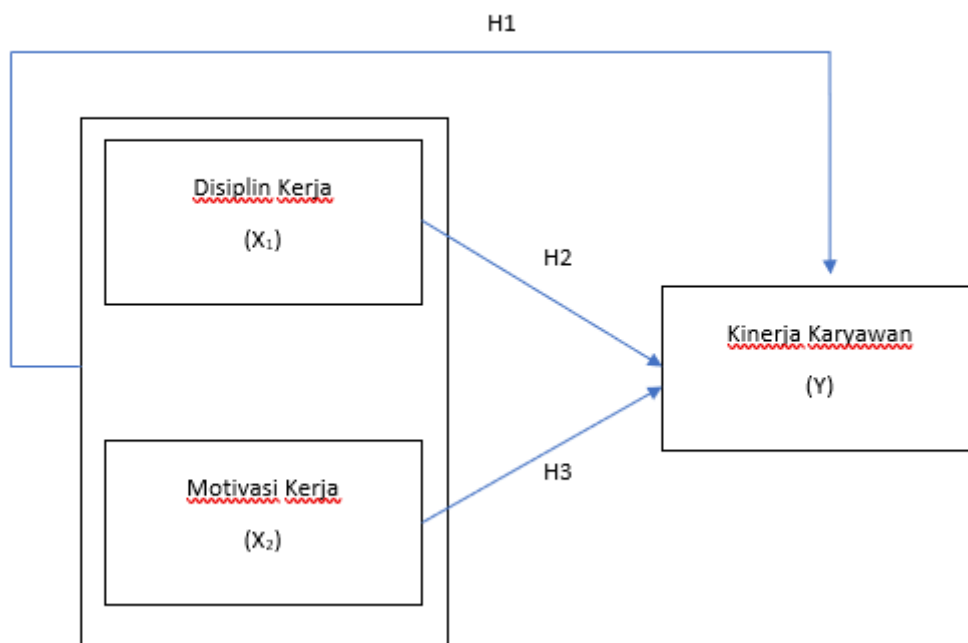 H1
Disiplin Kerja
(X₁)
H2
Kinerja Karyawan
(Y)
H3
Motivasi Kerja
(X₂)